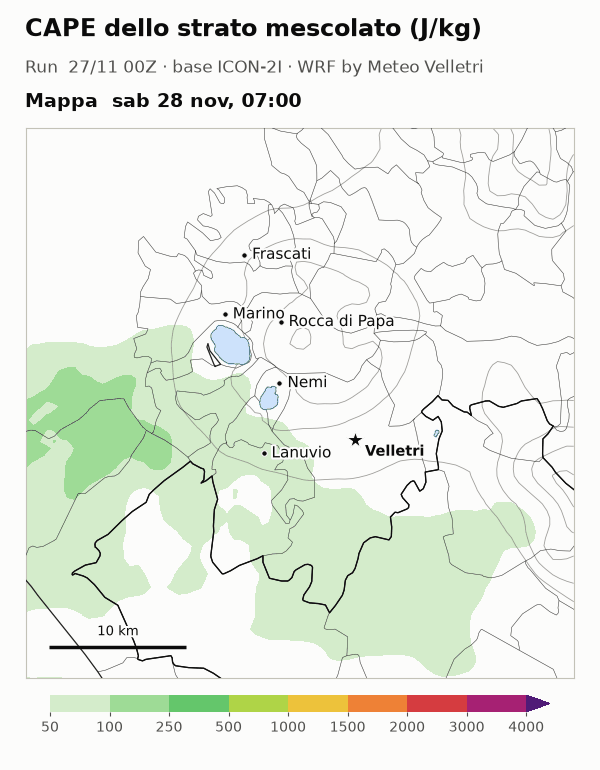 CAPE dello strato mescolato (J/kg)
Run  27/11 00Z · base ICON-2I · WRF by Meteo Velletri
Mappa  sab 28 nov, 07:00
Frascati
Marino
Rocca di Papa
Nemi
Velletri
Lanuvio
10 km
50 100 250 500 1000 1500 2000 3000 4000